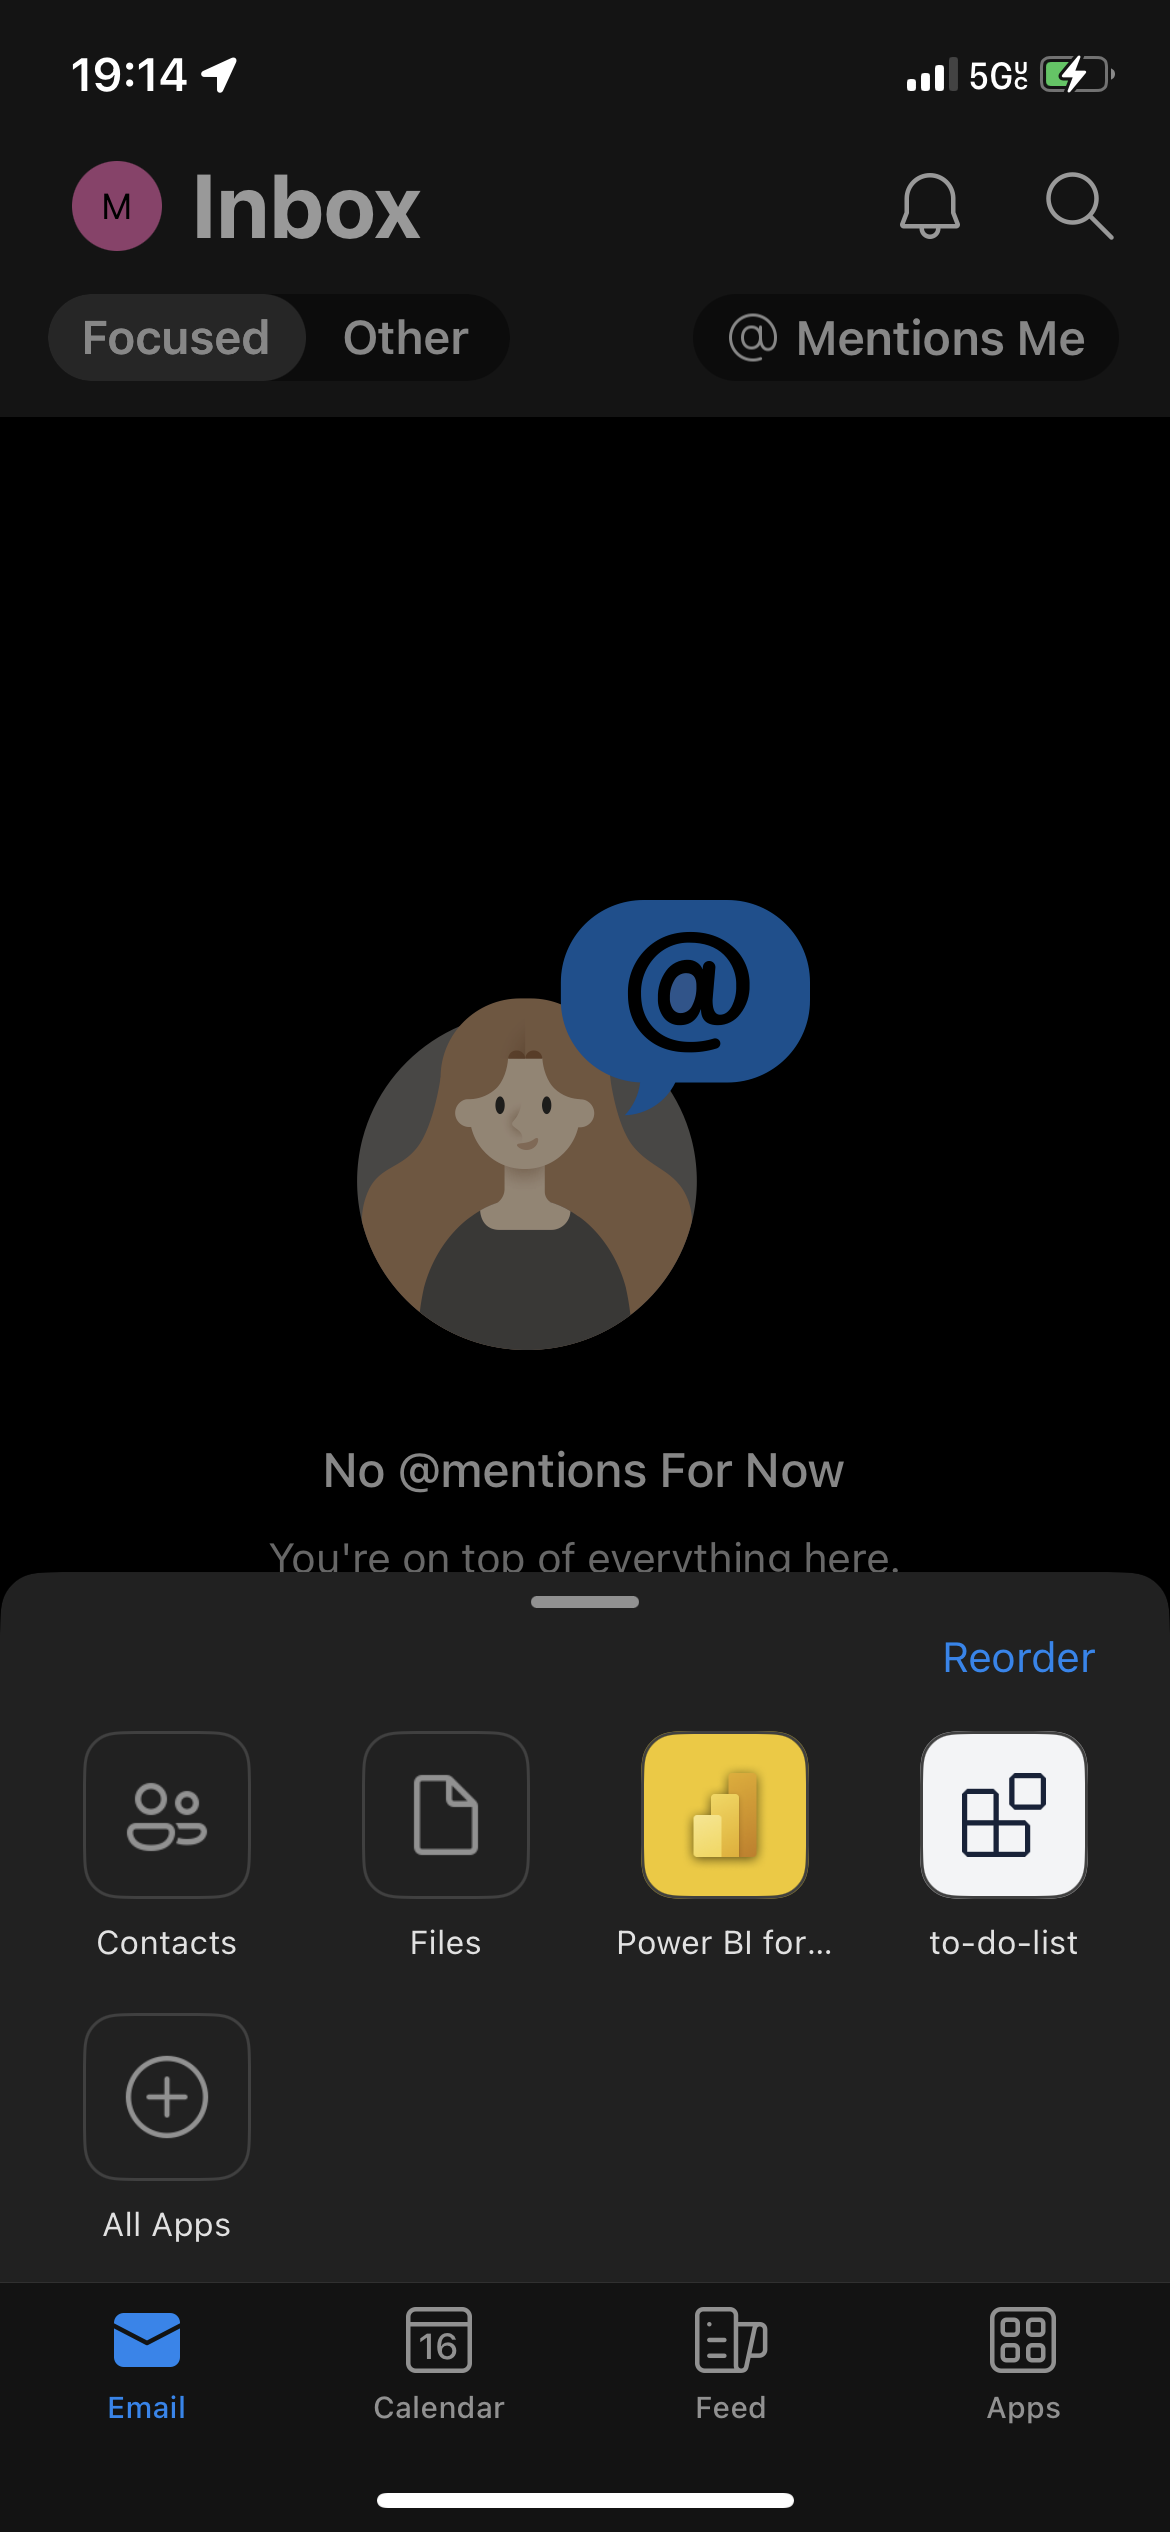 19:14
5G UC
M
Inbox
Focused
Other
@ Mentions Me
@
No @mentions For Now
You're on top of everything here.
Reorder
Contacts
Files
Power BI for...
to-do-list
All Apps
Email
16
Calendar
Feed
Apps